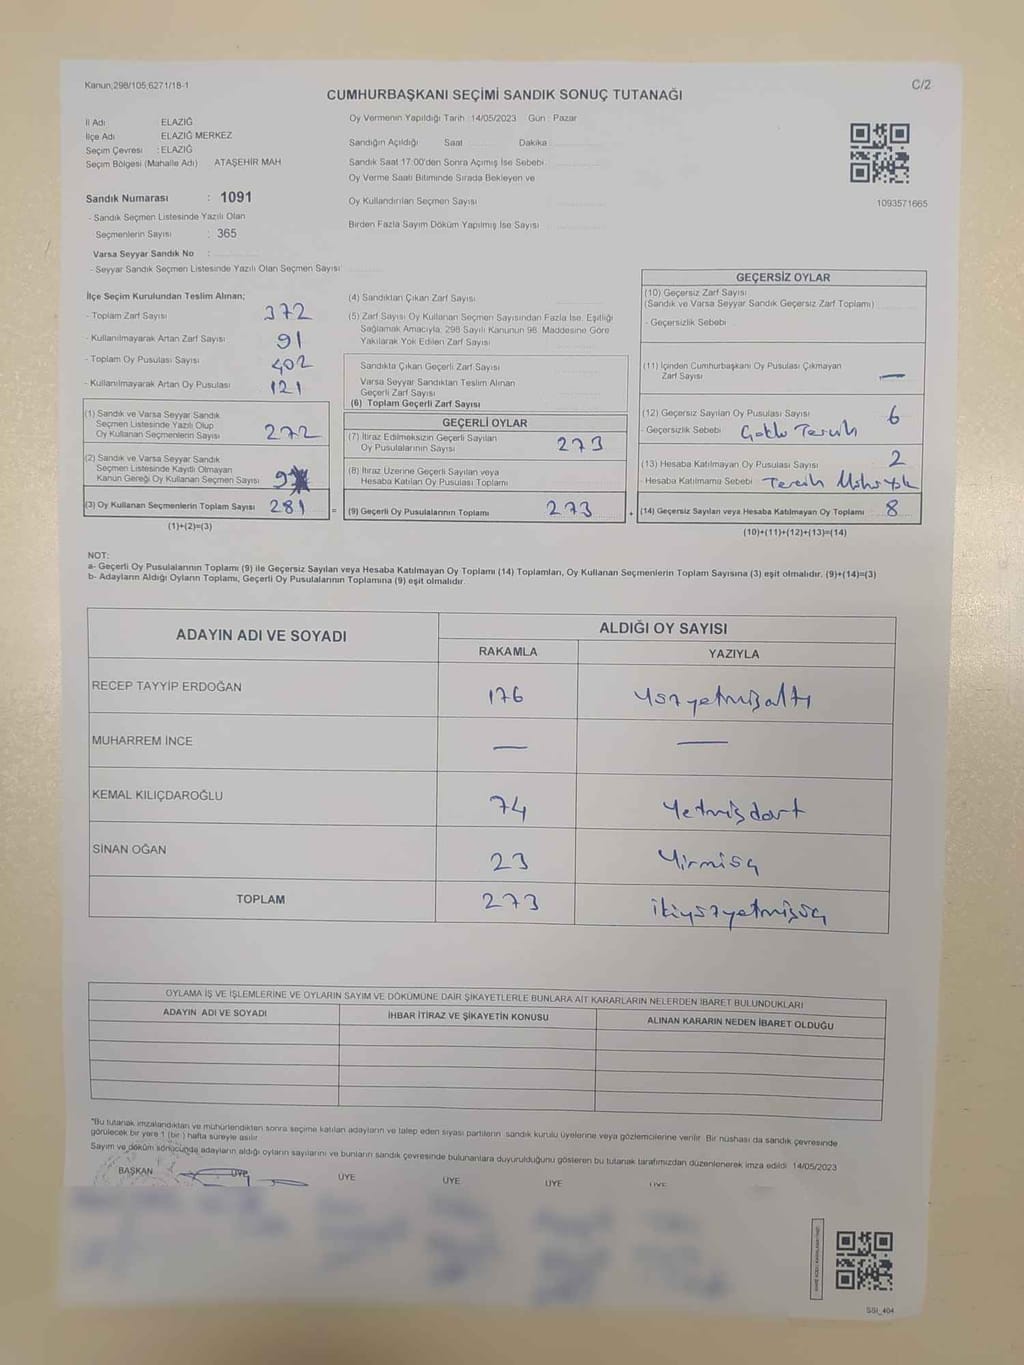 Kanun;298/105,6271/18-1
C/2
CUMHURBAŞKANI SEÇİMİ SANDIK SONUÇ TUTANAĞI
İl Adı : ELAZIĞ
İlçe Adı ELAZIĞ MERKEZ
Seçim Çevresi : ELAZIĞ
Seçim Bölgesi (Mahalle Adı) ATAŞEHİR MAH
Sandık Numarası : 1091
- Sandık Seçmen Listesinde Yazılı Olan
Seçmenlerin Sayısı : 365
Varsa Seyyar Sandık No :
- Seyyar Sandık Seçmen Listesinde Yazılı Olan Seçmen Sayısı
Oy Vermenin Yapıldığı Tarih :14/05/2023 Gün : Pazar
Sandığın Açıldığı Saat Dakika
Sandık Saat 17:00'den Sonra Açımış İse Sebebi
Oy Verme Saati Bitiminde Sırada Bekleyen ve
Oy Kullandırılan Seçmen Sayısı
Birden Fazla Sayım Döküm Yapılmış İse Sayısı
1093571665
İlçe Seçim Kurulundan Teslim Alınan;
- Toplam Zarf Sayısı 372
- Kullanılmayarak Artan Zarf Sayısı 91
- Toplam Oy Pusulası Sayısı 402
- Kullanılmayarak Artan Oy Pusulası 121
(1) Sandık ve Varsa Seyyar Sandık
Seçmen Listesinde Yazılı Olup
Oy Kullanan Seçmenlerin Sayısı 272
(2) Sandık ve Varsa Seyyar Sandık
Seçmen Listesinde Kayıtlı Olmayan
Kanun Gereği Oy Kullanan Seçmen Sayısı 9
(3) Oy Kullanan Seçmenlerin Toplam Sayısı 281
(1)+(2)=(3)
(4) Sandıktan Çıkan Zarf Sayısı
(5) Zarf Sayısı Oy Kullanan Seçmen Sayısından Fazla İse, Eşitliği
Sağlamak Amacıyla, 298 Sayılı Kanunun 98. Maddesine Göre
Yakılarak Yok Edilen Zarf Sayısı
Sandıkta Çıkan Geçerli Zarf Sayısı
Varsa Seyyar Sandıktan Teslim Alınan
Geçerli Zarf Sayısı
(6) Toplam Geçerli Zarf Sayısı
GEÇERLİ OYLAR
(7) İtiraz Edilmeksizin Geçerli Sayılan
Oy Pusulalarının Sayısı 273
(8) İtiraz Üzerine Geçerli Sayılan veya
Hesaba Katılan Oy Pusulası Toplamı
= (9) Geçerli Oy Pusulalarının Toplamı 273 +
GEÇERSİZ OYLAR
(10) Geçersiz Zarf Sayısı
(Sandık ve Varsa Seyyar Sandık Geçersiz Zarf Toplamı)
- Geçersizlik Sebebi
(11) İçinden Cumhurbaşkanı Oy Pusulası Çıkmayan
Zarf Sayısı —
(12) Geçersiz Sayılan Oy Pusulası Sayısı 6
- Geçersizlik Sebebi Çoklu Tercih
(13) Hesaba Katılmayan Oy Pusulası Sayısı 2
- Hesaba Katılmama Sebebi Tercih Mührü Yok
(14) Geçersiz Sayılan veya Hesaba Katılmayan Oy Toplamı 8
(10)+(11)+(12)+(13)=(14)
NOT:
a- Geçerli Oy Pusulalarının Toplamı (9) ile Geçersiz Sayılan veya Hesaba Katılmayan Oy Toplamı (14) Toplamları, Oy Kullanan Seçmenlerin Toplam Sayısına (3) eşit olmalıdır. (9)+(14)=(3)
b- Adayların Aldığı Oyların Toplamı, Geçerli Oy Pusulalarının Toplamına (9) eşit olmalıdır.
ADAYIN ADI VE SOYADI ALDIĞI OY SAYISI
RAKAMLA YAZIYLA
RECEP TAYYİP ERDOĞAN 176 Yüzyetmişaltı
MUHARREM İNCE — —
KEMAL KILIÇDAROĞLU 74 Yetmişdört
SİNAN OĞAN 23 Yirmiüç
TOPLAM 273 ikiyüzyetmişüç
OYLAMA İŞ VE İŞLEMLERİNE VE OYLARIN SAYIM VE DÖKÜMÜNE DAİR ŞİKAYETLERLE BUNLARA AİT KARARLARIN NELERDEN İBARET BULUNDUKLARI
ADAYIN ADI VE SOYADI İHBAR İTİRAZ VE ŞİKAYETİN KONUSU ALINAN KARARIN NEDEN İBARET OLDUĞU
*Bu tutanak imzalandıktan ve mühürlendikten sonra seçime katılan adayların ve talep eden siyasi partilerin sandık kurulu üyelerine veya gözlemcilerine verilir. Bir nüshası da sandık çevresinde
görülecek bir yere 1 (bir ) hafta süreyle asılır.
Sayım ve döküm sonucunda adayların aldığı oyların sayılarını ve bunların sandık çevresinde bulunanlara duyurulduğunu gösteren bu tutanak tarafımızdan düzenlenerek imza edildi. 14/05/2023
BAŞKAN ÜYE ÜYE ÜYE ÜYE ÜYE
SSI_404